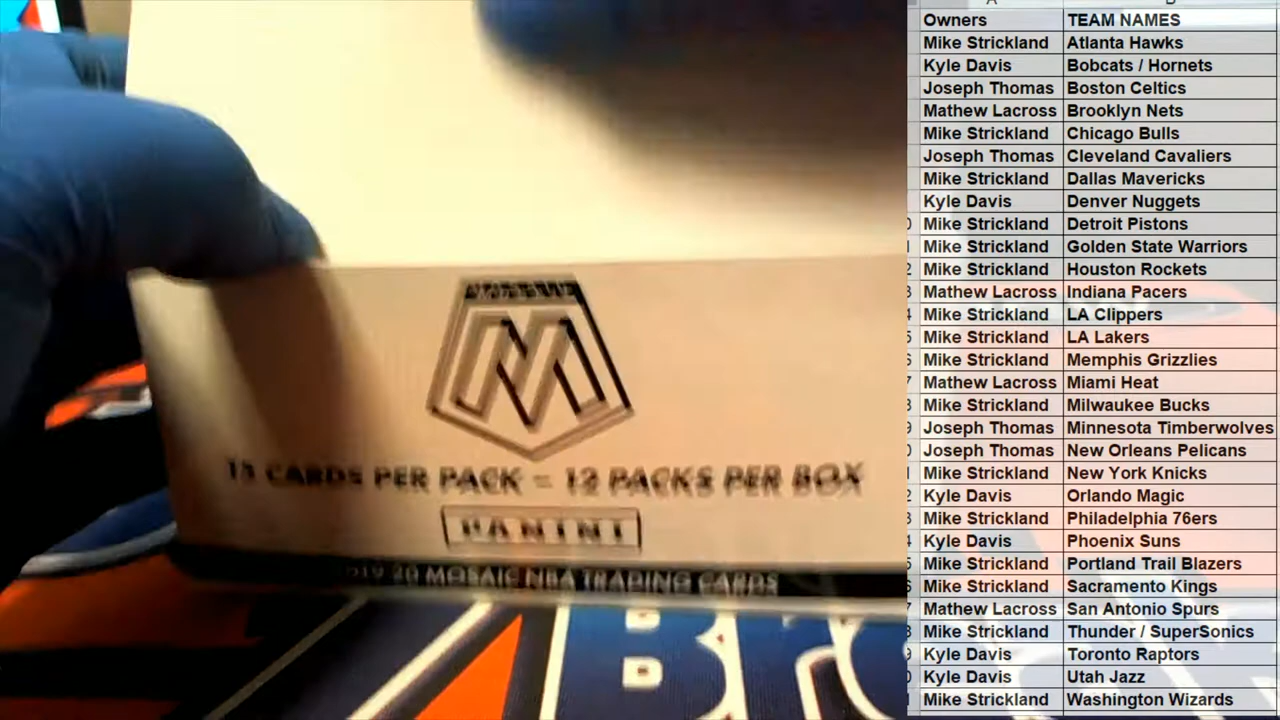 15 CARDS PER PACK - 12 PACKS PER BOX
PANINI
MOSAIC NBA TRADING CARDS
Owners TEAM NAMES
Mike Strickland Atlanta Hawks
Kyle Davis Bobcats / Hornets
Joseph Thomas Boston Celtics
Mathew Lacross Brooklyn Nets
Mike Strickland Chicago Bulls
Joseph Thomas Cleveland Cavaliers
Mike Strickland Dallas Mavericks
Kyle Davis Denver Nuggets
Mike Strickland Detroit Pistons
Mike Strickland Golden State Warriors
Mike Strickland Houston Rockets
Mathew Lacross Indiana Pacers
Mike Strickland LA Clippers
Mike Strickland LA Lakers
Mike Strickland Memphis Grizzlies
Mathew Lacross Miami Heat
Mike Strickland Milwaukee Bucks
Joseph Thomas Minnesota Timberwolves
Joseph Thomas New Orleans Pelicans
Mike Strickland New York Knicks
Kyle Davis Orlando Magic
Mike Strickland Philadelphia 76ers
Kyle Davis Phoenix Suns
Mike Strickland Portland Trail Blazers
Mike Strickland Sacramento Kings
Mathew Lacross San Antonio Spurs
Mike Strickland Thunder / SuperSonics
Kyle Davis Toronto Raptors
Kyle Davis Utah Jazz
Mike Strickland Washington Wizards